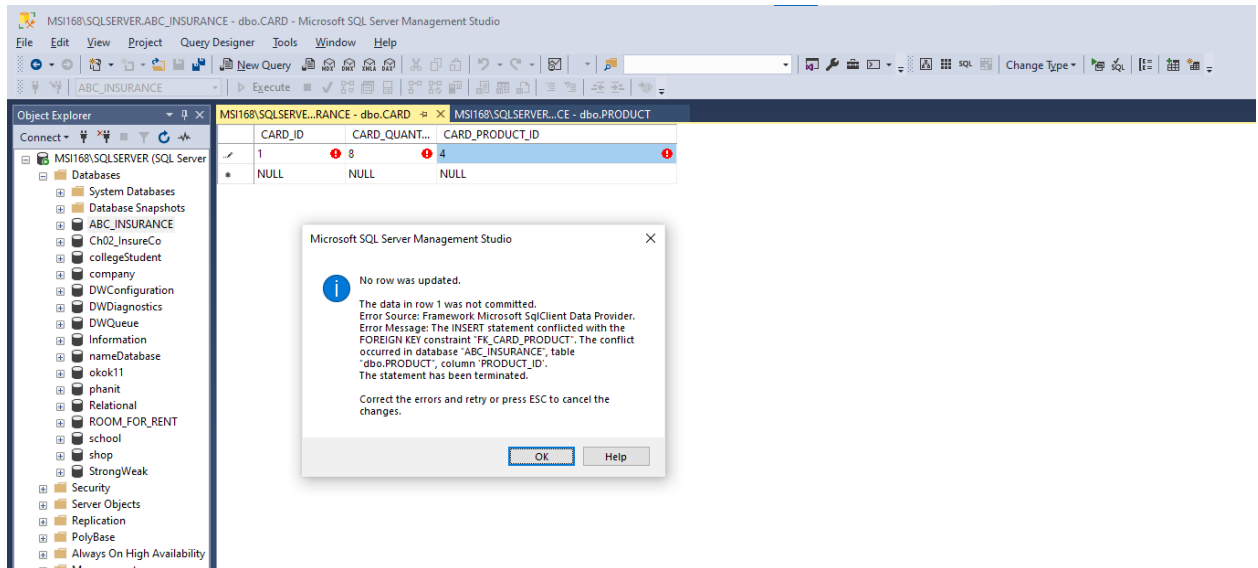 MSI168\SQLSERVER.ABC_INSURANCE - dbo.CARD - Microsoft SQL Server Management Studio
File Edit View Project Query Designer Tools Window Help
New Query MDX DMX XMLA DAX SQL Change Type
ABC_INSURANCE Execute
Object Explorer
MSI168\SQLSERVE...RANCE - dbo.CARD MSI168\SQLSERVER...CE - dbo.PRODUCT
Connect
CARD_ID CARD_QUANT... CARD_PRODUCT_ID
1 8 4
NULL NULL NULL
MSI168\SQLSERVER (SQL Server
Databases
System Databases
Database Snapshots
ABC_INSURANCE
Ch02_InsureCo
collegeStudent
company
DWConfiguration
DWDiagnostics
DWQueue
Information
nameDatabase
okok11
phanit
Relational
ROOM_FOR_RENT
school
shop
StrongWeak
Security
Server Objects
Replication
PolyBase
Always On High Availability
Microsoft SQL Server Management Studio
No row was updated.
The data in row 1 was not committed.
Error Source: Framework Microsoft SqlClient Data Provider.
Error Message: The INSERT statement conflicted with the
FOREIGN KEY constraint "FK_CARD_PRODUCT". The conflict
occurred in database "ABC_INSURANCE", table
"dbo.PRODUCT", column 'PRODUCT_ID'.
The statement has been terminated.
Correct the errors and retry or press ESC to cancel the
changes.
OK Help